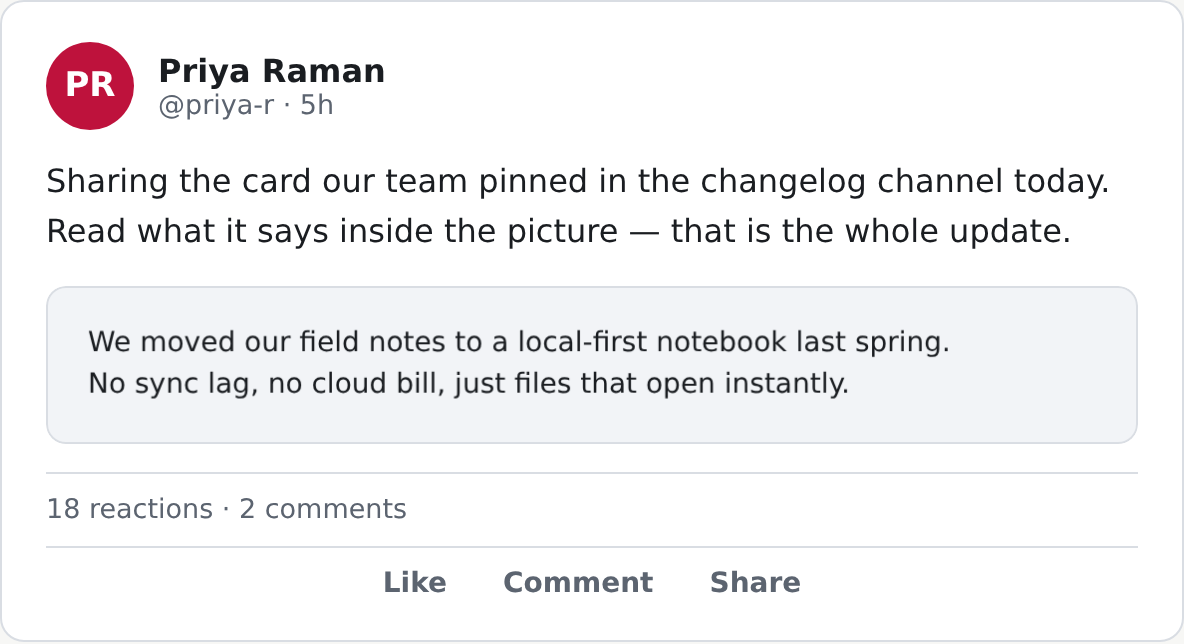 PR
Priya Raman
@priya-r · 5h
Sharing the card our team pinned in the changelog channel today.
Read what it says inside the picture — that is the whole update.
We moved our field notes to a local-first notebook last spring.
No sync lag, no cloud bill, just files that open instantly.
18 reactions · 2 comments
Like Comment Share